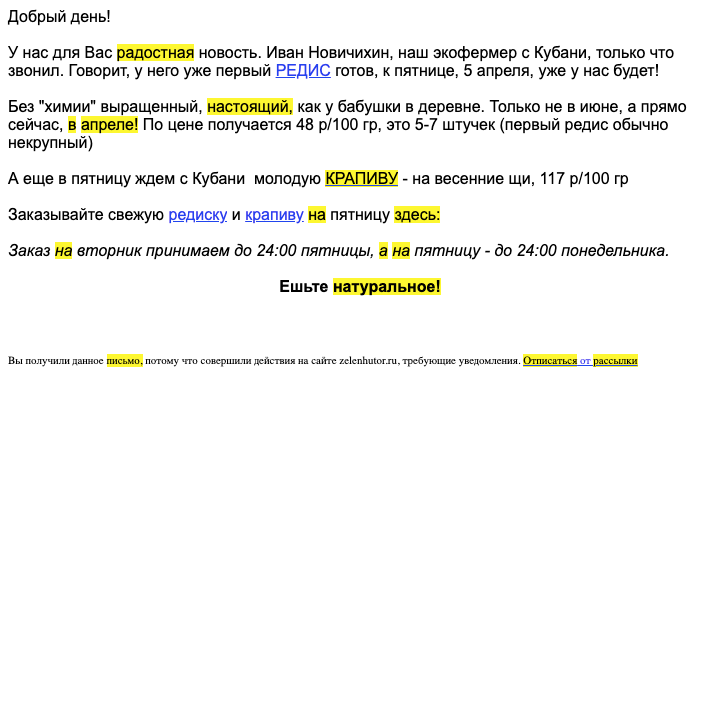 Добрый день!
У нас для Вас радостная новость. Иван Новичихин, наш экофермер с Кубани, только что
звонил. Говорит, у него уже первый РЕДИС готов, к пятнице, 5 апреля, уже у нас будет!
Без "химии" выращенный, настоящий, как у бабушки в деревне. Только не в июне, а прямо
сейчас, в апреле! По цене получается 48 р/100 гр, это 5-7 штучек (первый редис обычно
некрупный)
А еще в пятницу ждем с Кубани  молодую КРАПИВУ - на весенние щи, 117 р/100 гр
Заказывайте свежую редиску и крапиву на пятницу здесь:
Заказ на вторник принимаем до 24:00 пятницы, а на пятницу - до 24:00 понедельника.
Ешьте натуральное!
Вы получили данное письмо, потому что совершили действия на сайте zelenhutor.ru, требующие уведомления. Отписаться от рассылки